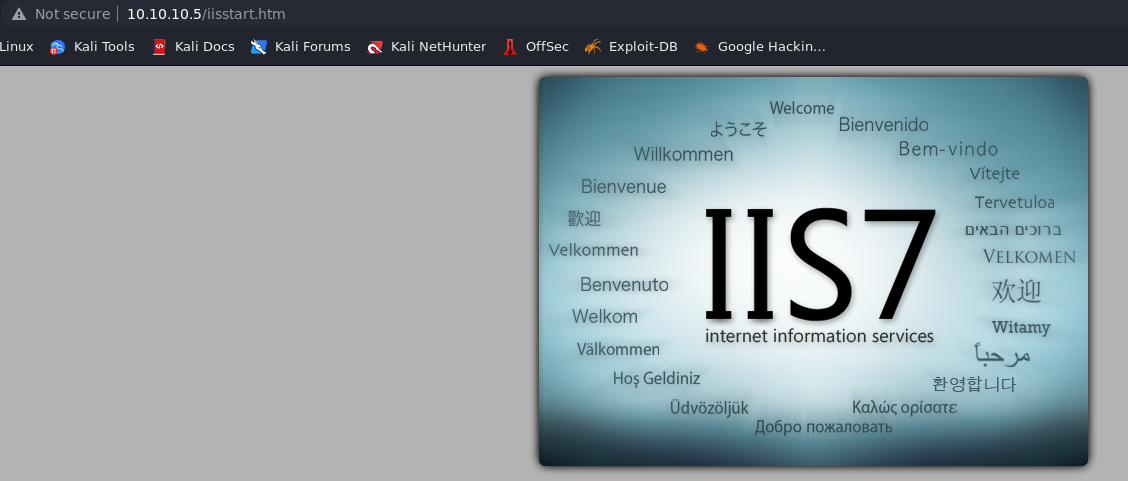 Not secure 10.10.10.5/iisstart.htm
Linux Kali Tools Kali Docs Kali Forums Kali NetHunter OffSec Exploit-DB Google Hackin...
Welcome
ようこそ
Bienvenido
Willkommen
Bem-vindo
Vítejte
Bienvenue
Tervetuloa
歡迎
ברוכים הבאים
Velkommen
VELKOMEN
Benvenuto
欢迎
Welkom
Witamy
Välkommen
مرحباً
Hoş Geldiniz
환영합니다
Üdvözöljük
Καλώς ορίσατε
Добро пожаловать
IIS7
internet information services